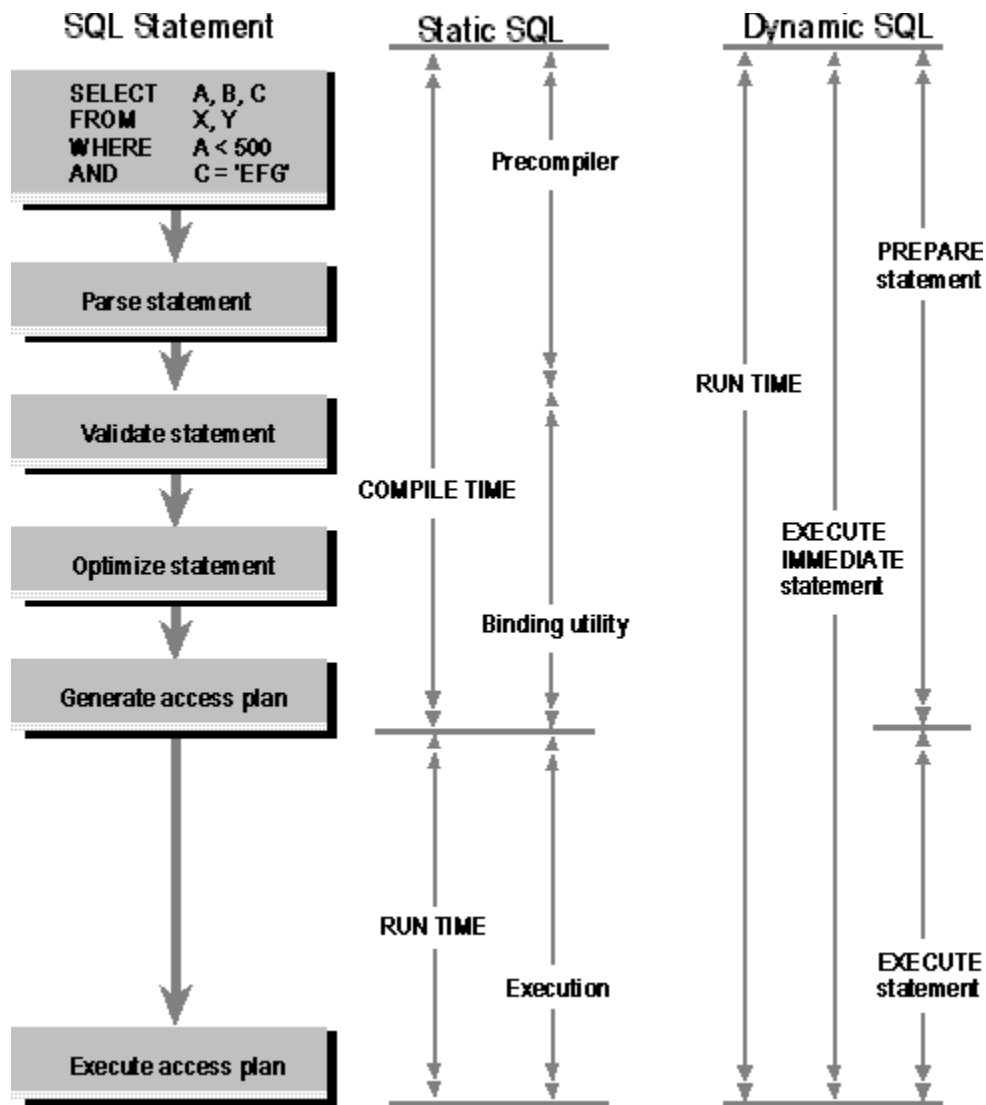 SQL Statement
Static SQL
Dynamic SQL
SELECT A, B, C
FROM X, Y
WHERE A < 500
AND C = 'EFG'
Parse statement
Validate statement
Optimize statement
Generate access plan
Execute access plan
COMPILE TIME
RUN TIME
Precompiler
Binding utility
Execution
RUN TIME
EXECUTE
IMMEDIATE
statement
PREPARE
statement
EXECUTE
statement